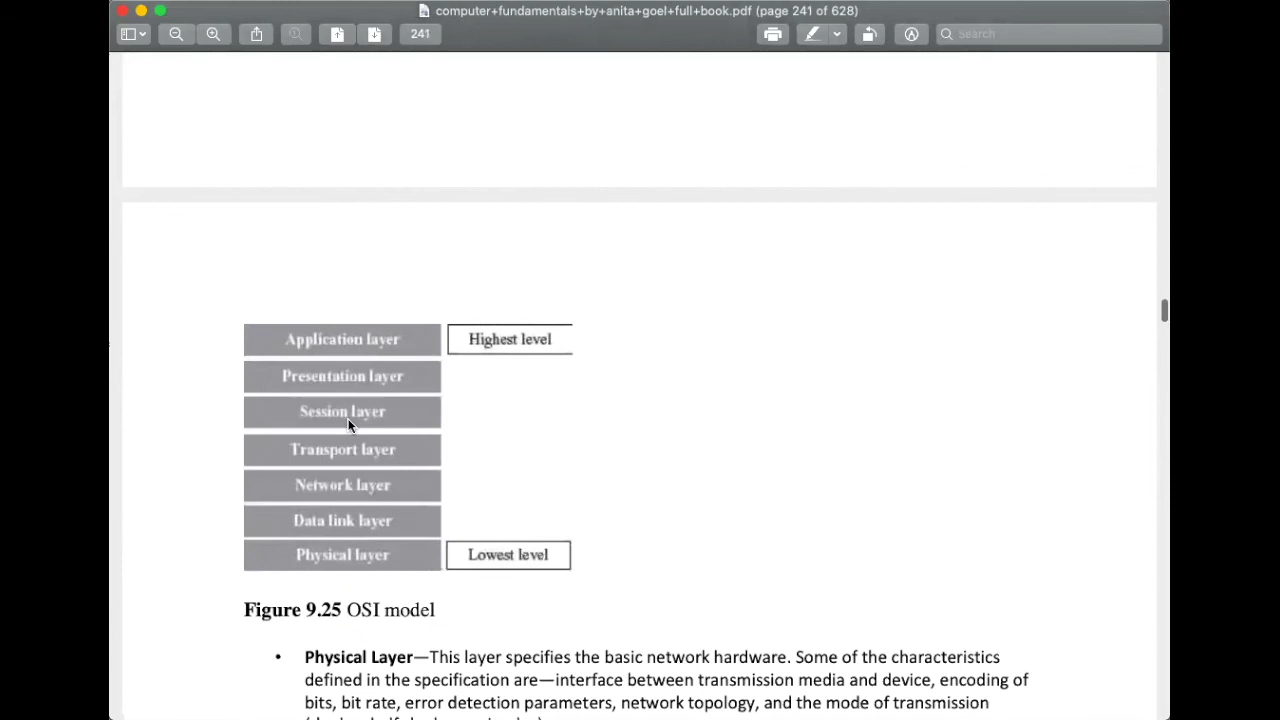 computer+fundamentals+by+anita+goel+full+book.pdf (page 241 of 628)
241
Search
Application layer
Highest level
Presentation layer
Session layer
Transport layer
Network layer
Data link layer
Physical layer
Lowest level
Figure 9.25 OSI model
• Physical Layer—This layer specifies the basic network hardware. Some of the characteristics
defined in the specification are—interface between transmission media and device, encoding of
bits, bit rate, error detection parameters, network topology, and the mode of transmission